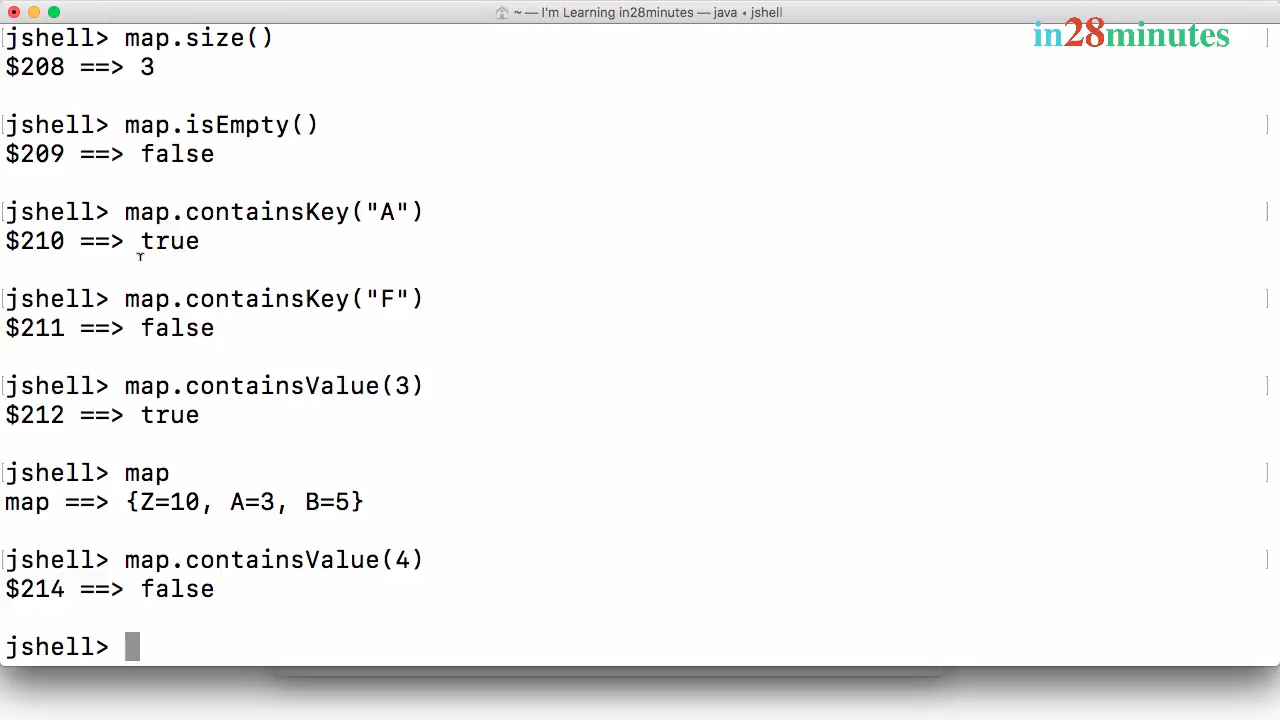 ~ — I'm Learning in28minutes — java ◂ jshell
in28minutes
jshell> map.size()
$208 ==> 3
jshell> map.isEmpty()
$209 ==> false
jshell> map.containsKey("A")
$210 ==> true
jshell> map.containsKey("F")
$211 ==> false
jshell> map.containsValue(3)
$212 ==> true
jshell> map
map ==> {Z=10, A=3, B=5}
jshell> map.containsValue(4)
$214 ==> false
jshell>